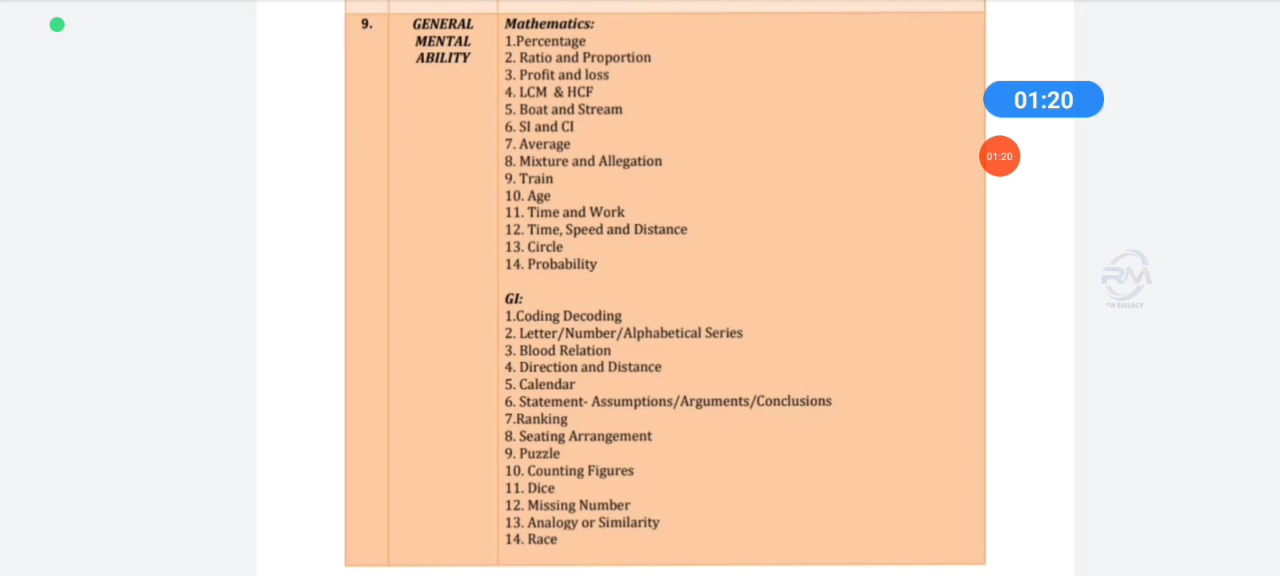 9. GENERAL MENTAL ABILITY
Mathematics:
1.Percentage
2. Ratio and Proportion
3. Profit and loss
4. LCM & HCF
5. Boat and Stream
6. SI and CI
7. Average
8. Mixture and Allegation
9. Train
10. Age
11. Time and Work
12. Time, Speed and Distance
13. Circle
14. Probability
GI:
1.Coding Decoding
2. Letter/Number/Alphabetical Series
3. Blood Relation
4. Direction and Distance
5. Calendar
6. Statement- Assumptions/Arguments/Conclusions
7.Ranking
8. Seating Arrangement
9. Puzzle
10. Counting Figures
11. Dice
12. Missing Number
13. Analogy or Similarity
14. Race
01:20
01:20
RM
RM BIOLOGY